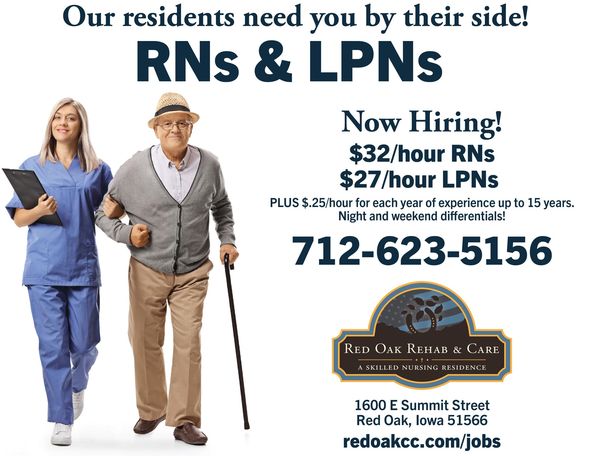 Our residents need you by their side!
RNs & LPNs
Now Hiring!
$32/hour RNs
$27/hour LPNs
PLUS $.25/hour for each year of experience up to 15 years.
Night and weekend differentials!
712-623-5156
RED OAK REHAB & CARE
A SKILLED NURSING RESIDENCE
1600 E Summit Street
Red Oak, Iowa 51566
redoakcc.com/jobs